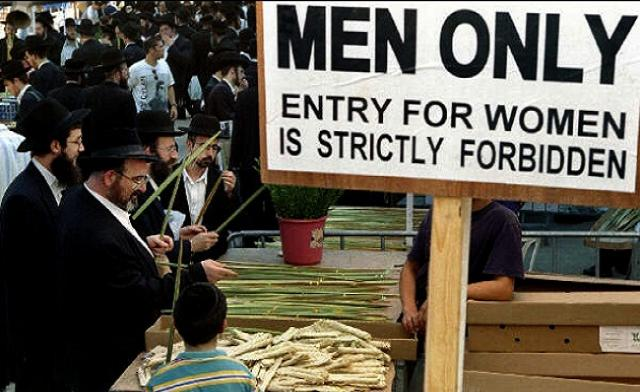 MEN ONLY
ENTRY FOR WOMEN
IS STRICTLY FORBIDDEN